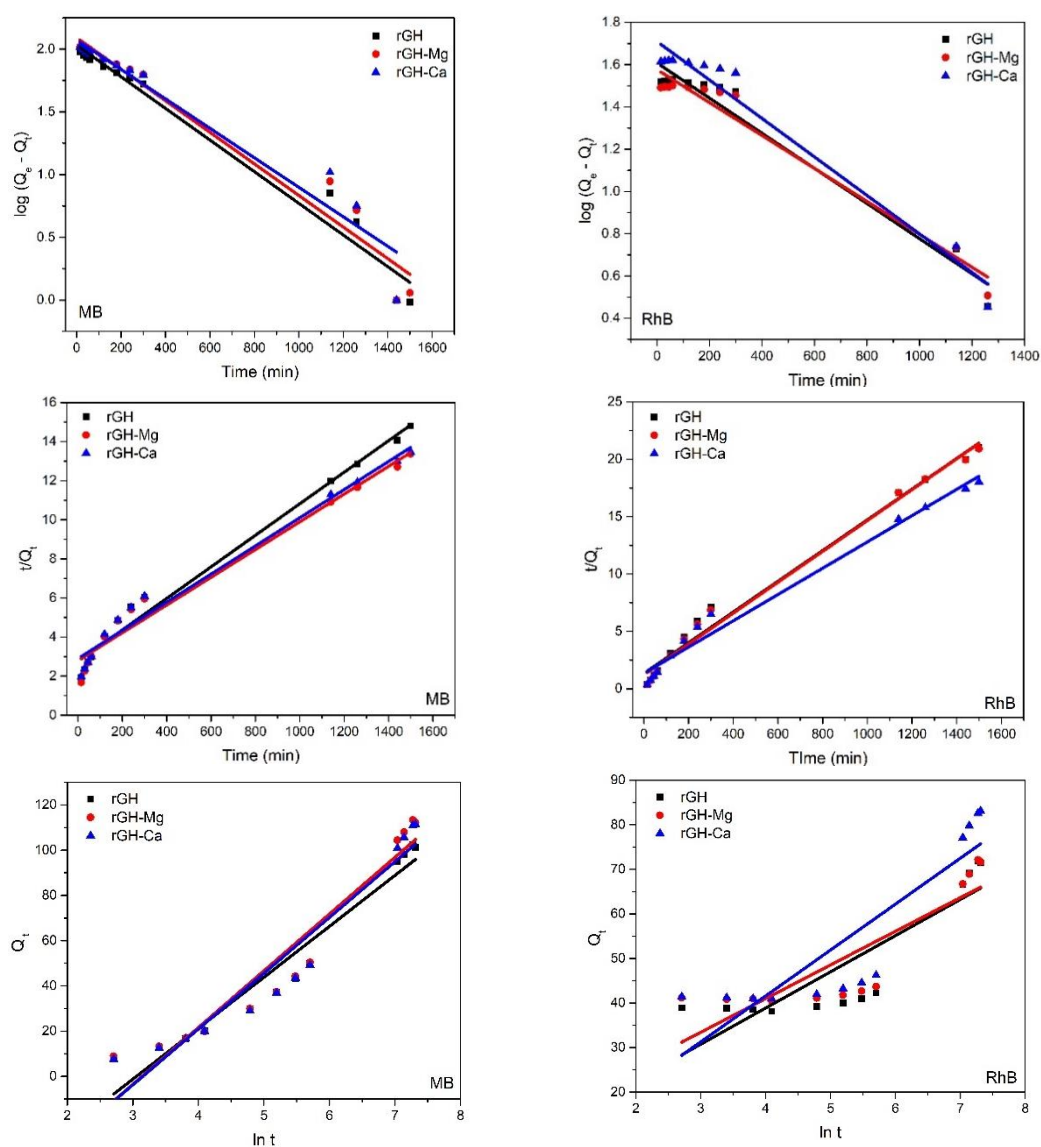 rGH
rGH-Mg
rGH-Ca
2.0
1.5
1.0
0.5
0.0
log (Qe - Qt)
MB
0 200 400 600 800 1000 1200 1400 1600
Time (min)
rGH
rGH-Mg
rGH-Ca
1.8
1.6
1.4
1.2
1.0
0.8
0.6
0.4
log (Qe - Qt)
RhB
0 200 400 600 800 1000 1200 1400
Time (min)
rGH
rGH-Mg
rGH-Ca
16
14
12
10
8
6
4
2
0
t/Qt
MB
0 200 400 600 800 1000 1200 1400 1600
Time (min)
rGH
rGH-Mg
rGH-Ca
25
20
15
10
5
0
t/Qt
RhB
0 200 400 600 800 1000 1200 1400 1600
TIme (min)
rGH
rGH-Mg
rGH-Ca
120
100
80
60
40
20
0
Qt
MB
2 3 4 5 6 7 8
ln t
rGH
rGH-Mg
rGH-Ca
90
80
70
60
50
40
30
20
Qt
RhB
2 3 4 5 6 7 8
ln t